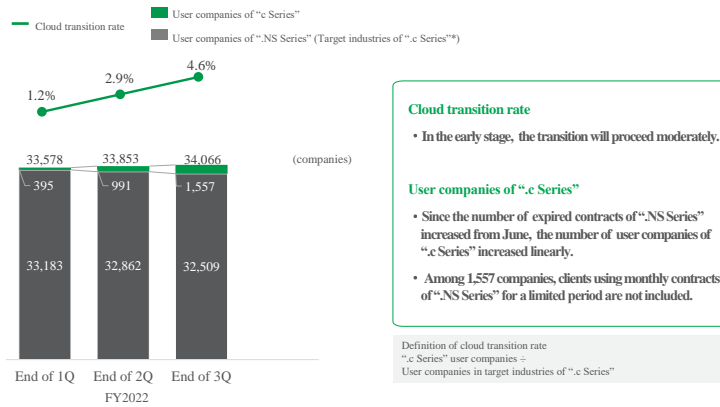 Cloud transition rate
User companies of “c Series”
User companies of “.NS Series” (Target industries of “.c Series”*)
1.2%
2.9%
4.6%
33,578
33,853
34,066
(companies)
395
991
1,557
33,183
32,862
32,509
End of 1Q
End of 2Q
End of 3Q
FY2022
Cloud transition rate
• In the early stage, the transition will proceed moderately.
User companies of “.c Series”
• Since the number of expired contracts of “.NS Series”
increased from June, the number of user companies of
“.c Series” increased linearly.
• Among 1,557 companies, clients using monthly contracts
of “.NS Series” for a limited period are not included.
Definition of cloud transition rate
“.c Series” user companies ÷
User companies in target industries of “.c Series”